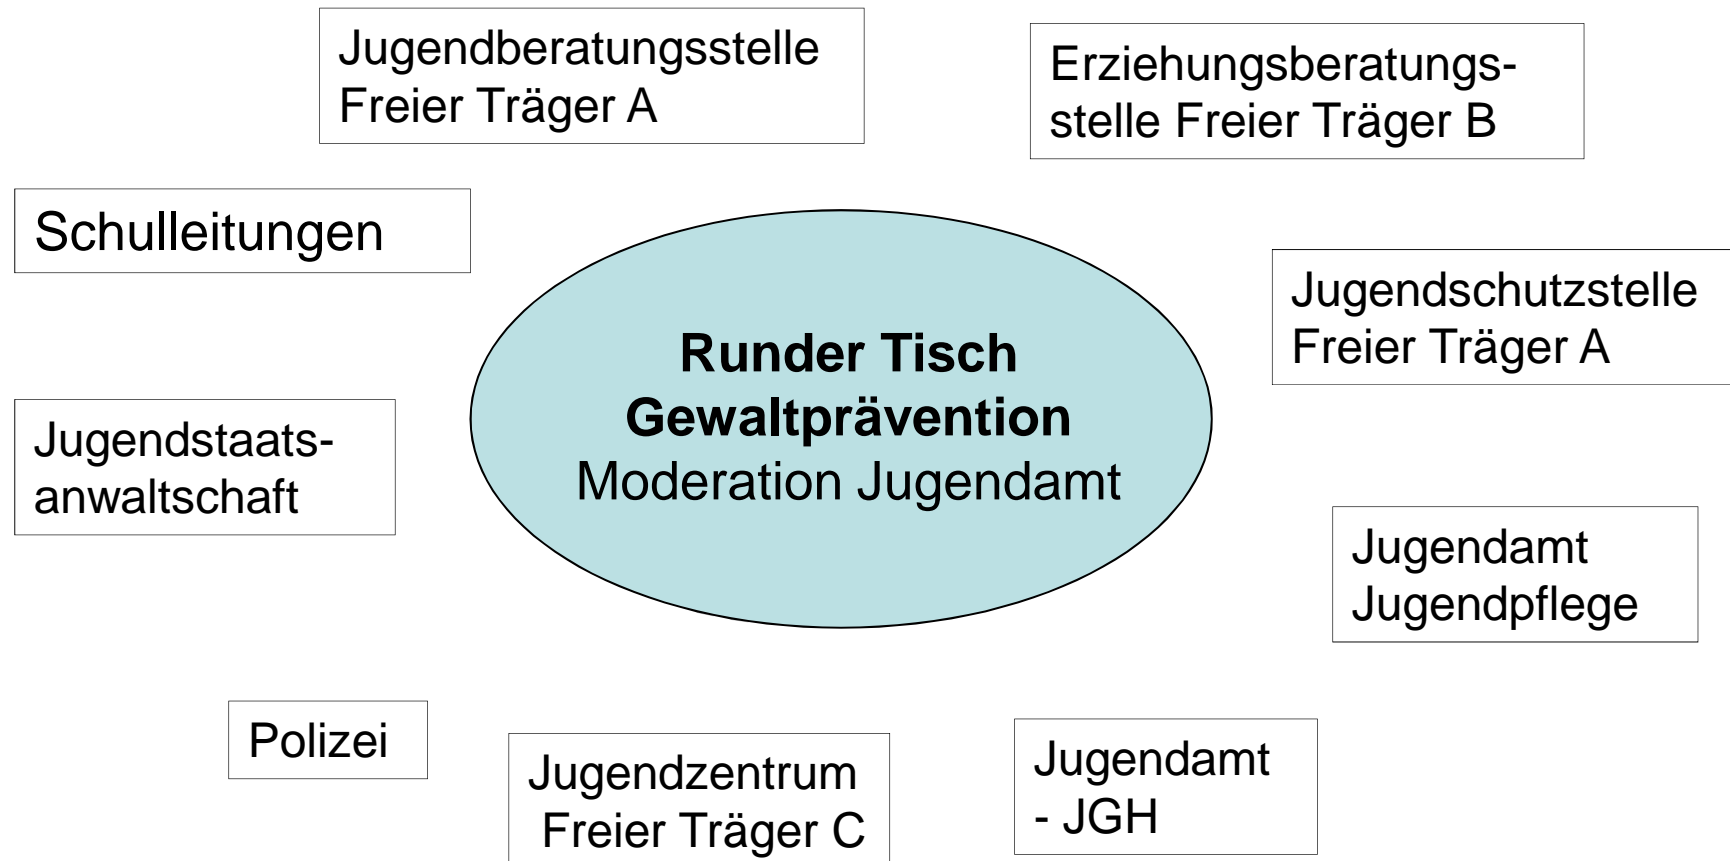 Jugendberatungsstelle
Freier Träger A
Erziehungsberatungs-
stelle Freier Träger B
Schulleitungen
Jugendschutzstelle
Freier Träger A
Runder Tisch
Gewaltprävention
Moderation Jugendamt
Jugendstaats-
anwaltschaft
Jugendamt
Jugendpflege
Polizei
Jugendzentrum
Freier Träger C
Jugendamt
- JGH